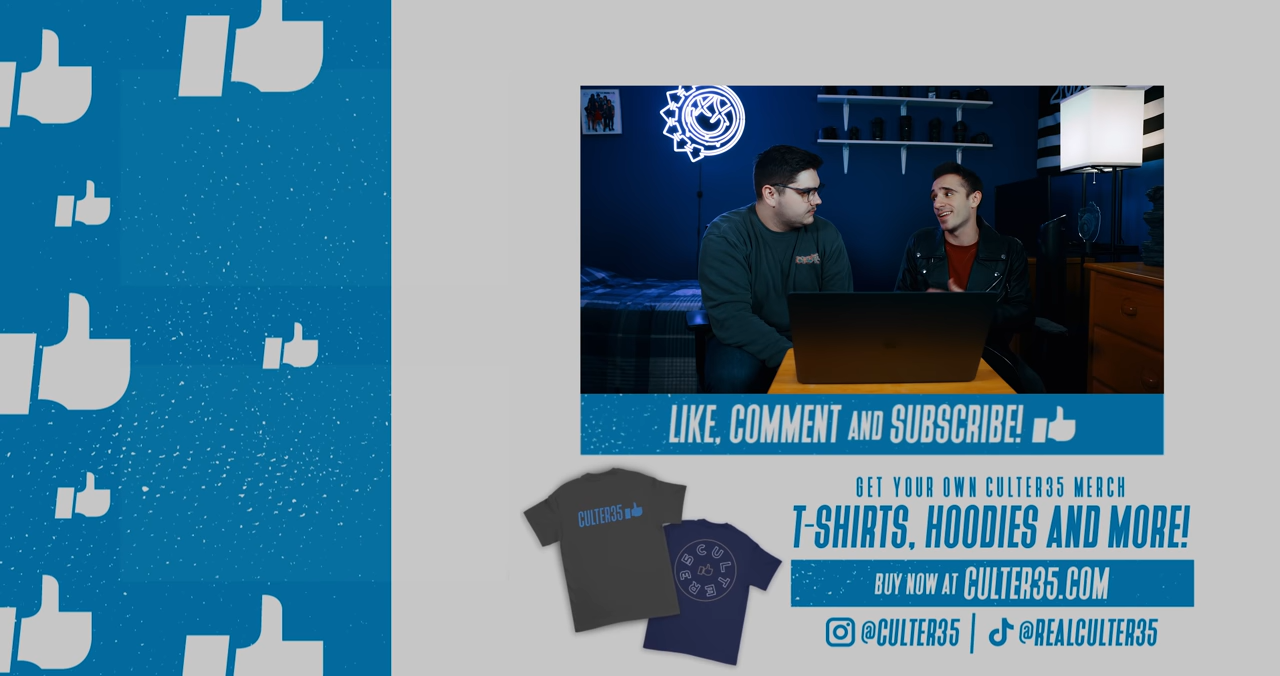 LIKE, COMMENT AND SUBSCRIBE!
GET YOUR OWN CULTER35 MERCH
T-SHIRTS, HOODIES AND MORE!
BUY NOW AT CULTER35.COM
@CULTER35 | @REALCULTER35
CULTER35
CULTER35